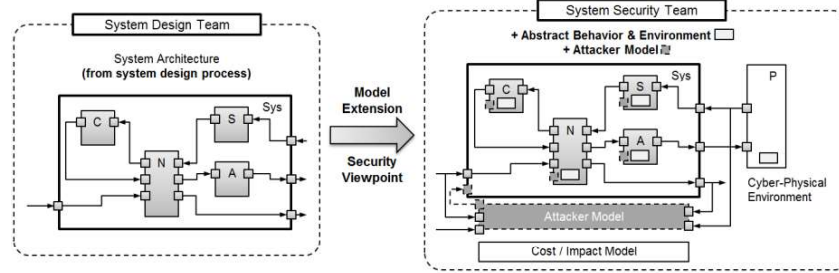 System Design Team
System Architecture
(from system design process)
Sys
C
S
N
A
Model
Extension
Security
Viewpoint
System Security Team
+ Abstract Behavior & Environment
+ Attacker Model
Sys
P
C
S
N
A
Cyber-Physical
Environment
Attacker Model
Cost / Impact Model